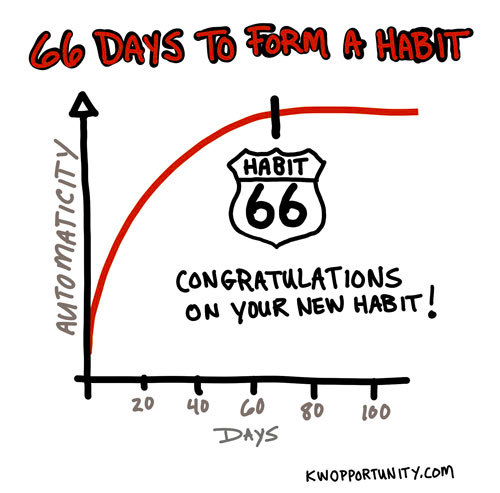 66 DAYS TO FORM A HABIT
AUTOMATICITY
HABIT
66
CONGRATULATIONS
ON YOUR NEW HABIT!
20 40 60 80 100
DAYS
KWOPPORTUNITY.COM